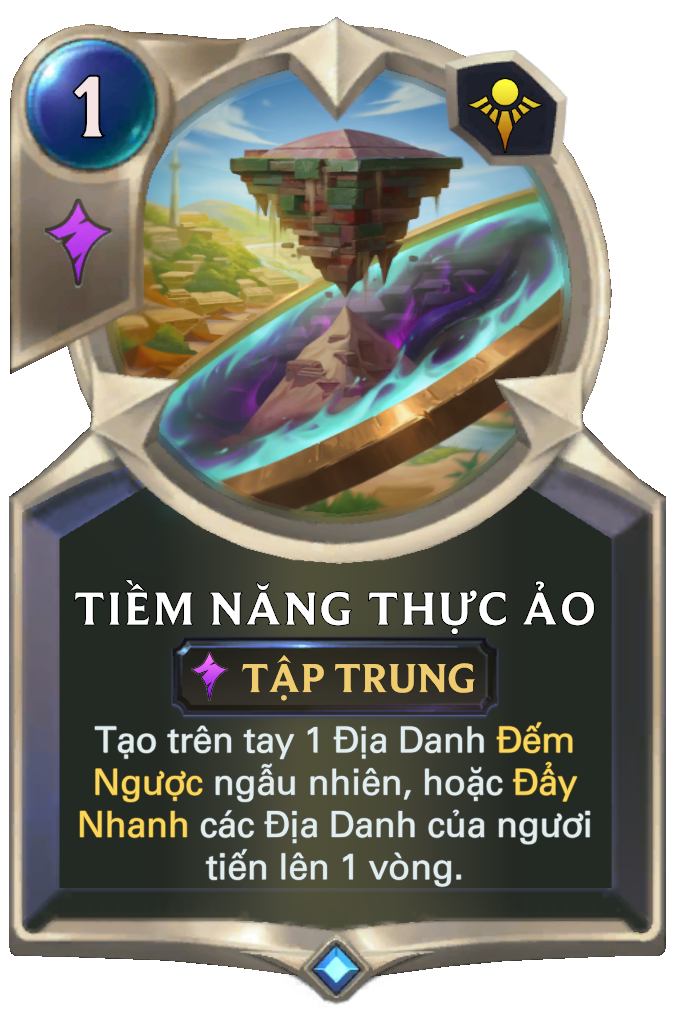 1
TIỀM NĂNG THỰC ẢO
TẬP TRUNG
Tạo trên tay 1 Địa Danh Đếm
Ngược ngẫu nhiên, hoặc Đẩy
Nhanh các Địa Danh của ngươi
tiến lên 1 vòng.